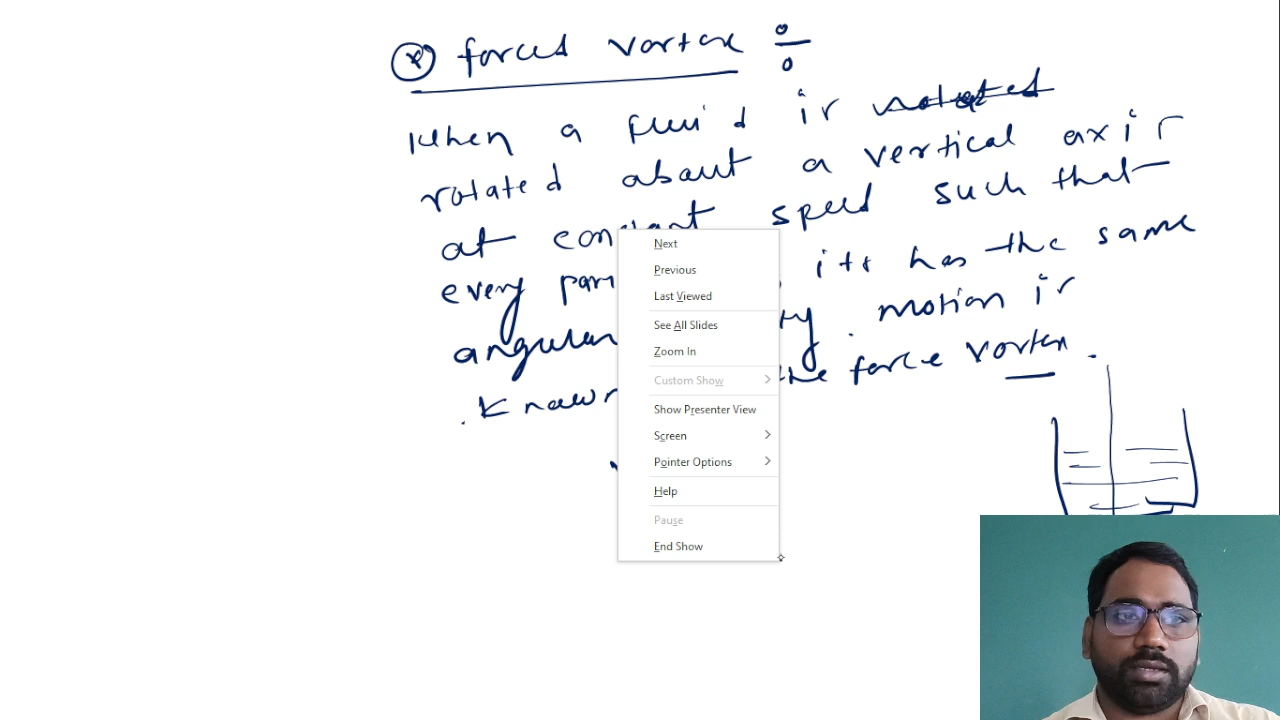 forced vortex
When a fluid is rotated
rotated about a vertical axis
at constant speed such that
every its has the same
angular motion is
the force vortex.
Next
Previous
Last Viewed
See All Slides
Zoom In
Custom Show
Show Presenter View
Screen
Pointer Options
Help
Pause
End Show